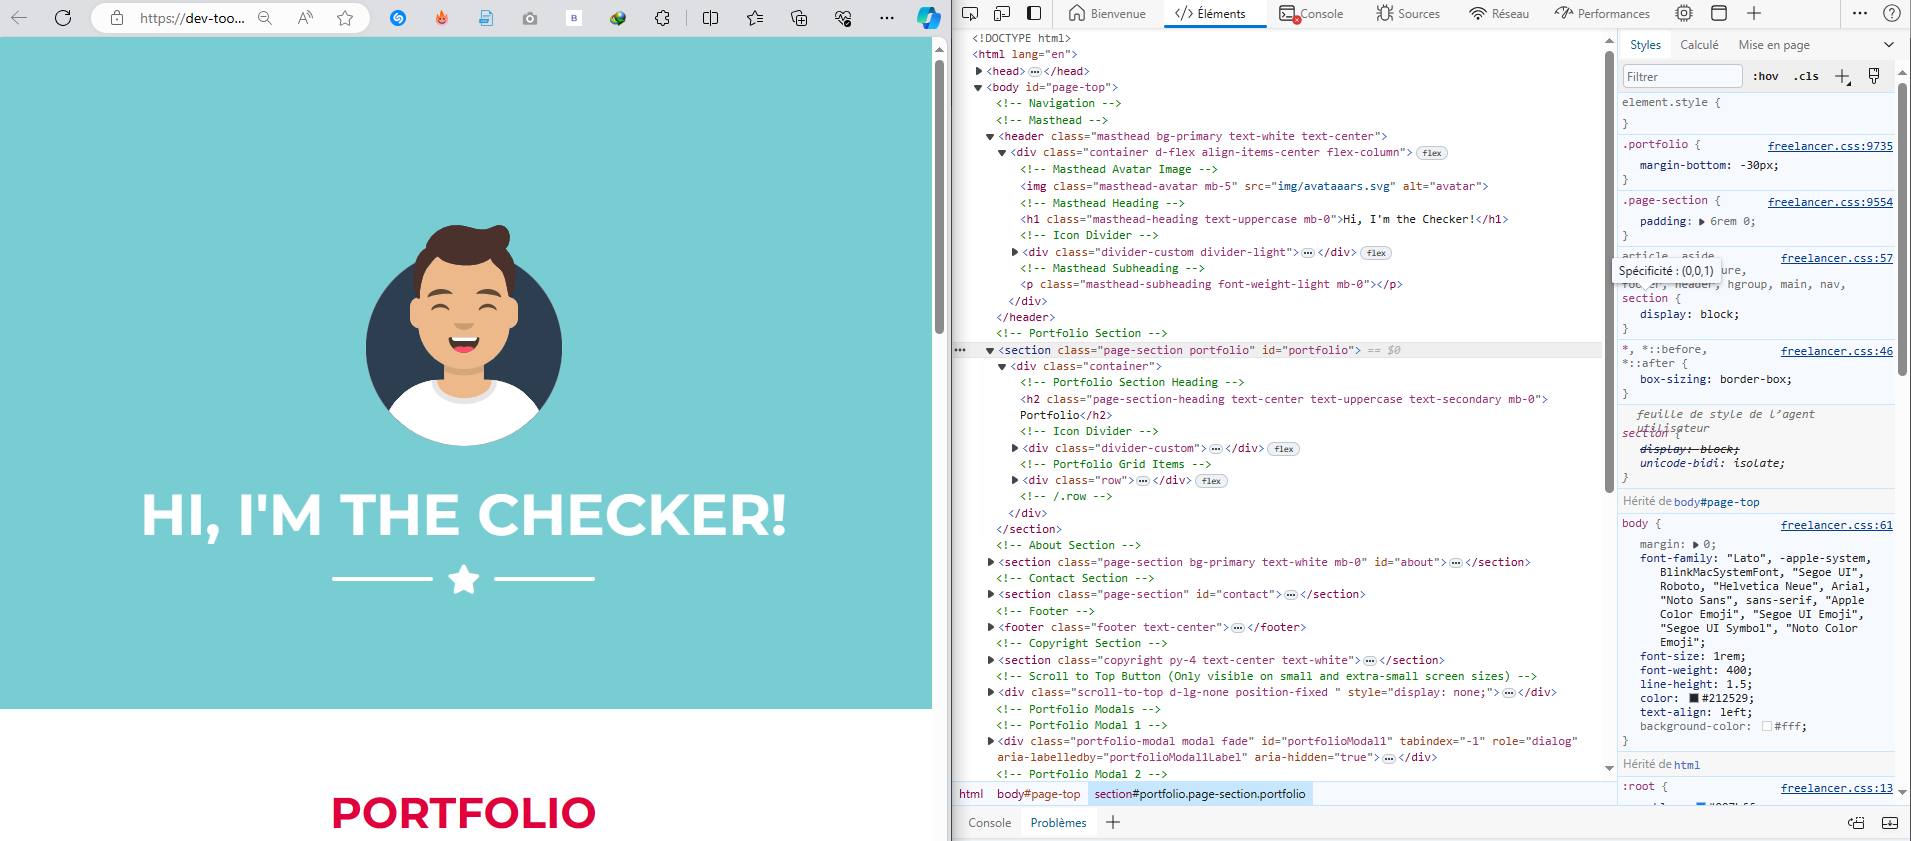 https://dev-too...
A
B
HI, I'M THE CHECKER!
PORTFOLIO
Bienvenue
</> Éléments
Console
Sources
Réseau
Performances
<!DOCTYPE html>
<html lang="en">
<head> ··· </head>
<body id="page-top">
<!-- Navigation -->
<!-- Masthead -->
<header class="masthead bg-primary text-white text-center">
<div class="container d-flex align-items-center flex-column"> flex
<!-- Masthead Avatar Image -->
<img class="masthead-avatar mb-5" src="img/avataaars.svg" alt="avatar">
<!-- Masthead Heading -->
<h1 class="masthead-heading text-uppercase mb-0">Hi, I'm the Checker!</h1>
<!-- Icon Divider -->
<div class="divider-custom divider-light"> ··· </div> flex
<!-- Masthead Subheading -->
<p class="masthead-subheading font-weight-light mb-0"></p>
</div>
</header>
<!-- Portfolio Section -->
··· <section class="page-section portfolio" id="portfolio"> == $0
<div class="container">
<!-- Portfolio Section Heading -->
<h2 class="page-section-heading text-center text-uppercase text-secondary mb-0">
Portfolio</h2>
<!-- Icon Divider -->
<div class="divider-custom"> ··· </div> flex
<!-- Portfolio Grid Items -->
<div class="row"> ··· </div> flex
<!-- /.row -->
</div>
</section>
<!-- About Section -->
<section class="page-section bg-primary text-white mb-0" id="about"> ··· </section>
<!-- Contact Section -->
<section class="page-section" id="contact"> ··· </section>
<!-- Footer -->
<footer class="footer text-center"> ··· </footer>
<!-- Copyright Section -->
<section class="copyright py-4 text-center text-white"> ··· </section>
<!-- Scroll to Top Button (Only visible on small and extra-small screen sizes) -->
<div class="scroll-to-top d-lg-none position-fixed " style="display: none;"> ··· </div>
<!-- Portfolio Modals -->
<!-- Portfolio Modal 1 -->
<div class="portfolio-modal modal fade" id="portfolioModal1" tabindex="-1" role="dialog"
aria-labelledby="portfolioModal1Label" aria-hidden="true"> ··· </div>
<!-- Portfolio Modal 2 -->
html body#page-top section#portfolio.page-section.portfolio
Console Problèmes
Styles Calculé Mise en page
Filtrer :hov .cls
element.style {
}
.portfolio { freelancer.css:9735
margin-bottom: -30px;
}
.page-section { freelancer.css:9554
padding: 6rem 0;
}
article, aside, freelancer.css:57
Spécificité : (0,0,1) ure,
footer, header, hgroup, main, nav,
section {
display: block;
}
*, *::before, freelancer.css:46
*::after {
box-sizing: border-box;
}
feuille de style de l’agent
utilisateur
section {
display: block;
unicode-bidi: isolate;
}
Hérité de body#page-top
body { freelancer.css:61
margin: 0;
font-family: "Lato", -apple-system,
BlinkMacSystemFont, "Segoe UI",
Roboto, "Helvetica Neue", Arial,
"Noto Sans", sans-serif, "Apple
Color Emoji", "Segoe UI Emoji",
"Segoe UI Symbol", "Noto Color
Emoji";
font-size: 1rem;
font-weight: 400;
line-height: 1.5;
color: #212529;
text-align: left;
background-color: #fff;
}
Hérité de html
:root { freelancer.css:13